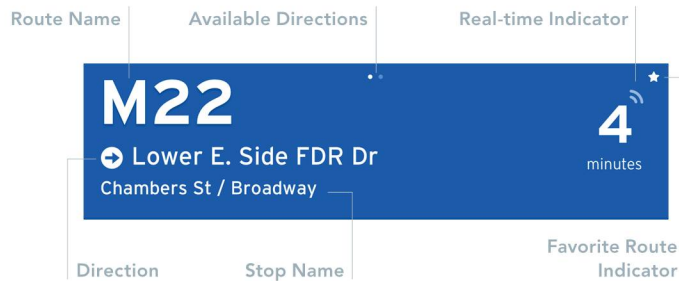 Route Name
Available Directions
Real-time Indicator
M22
4
minutes
Lower E. Side FDR Dr
Chambers St / Broadway
Direction
Stop Name
Favorite Route
Indicator